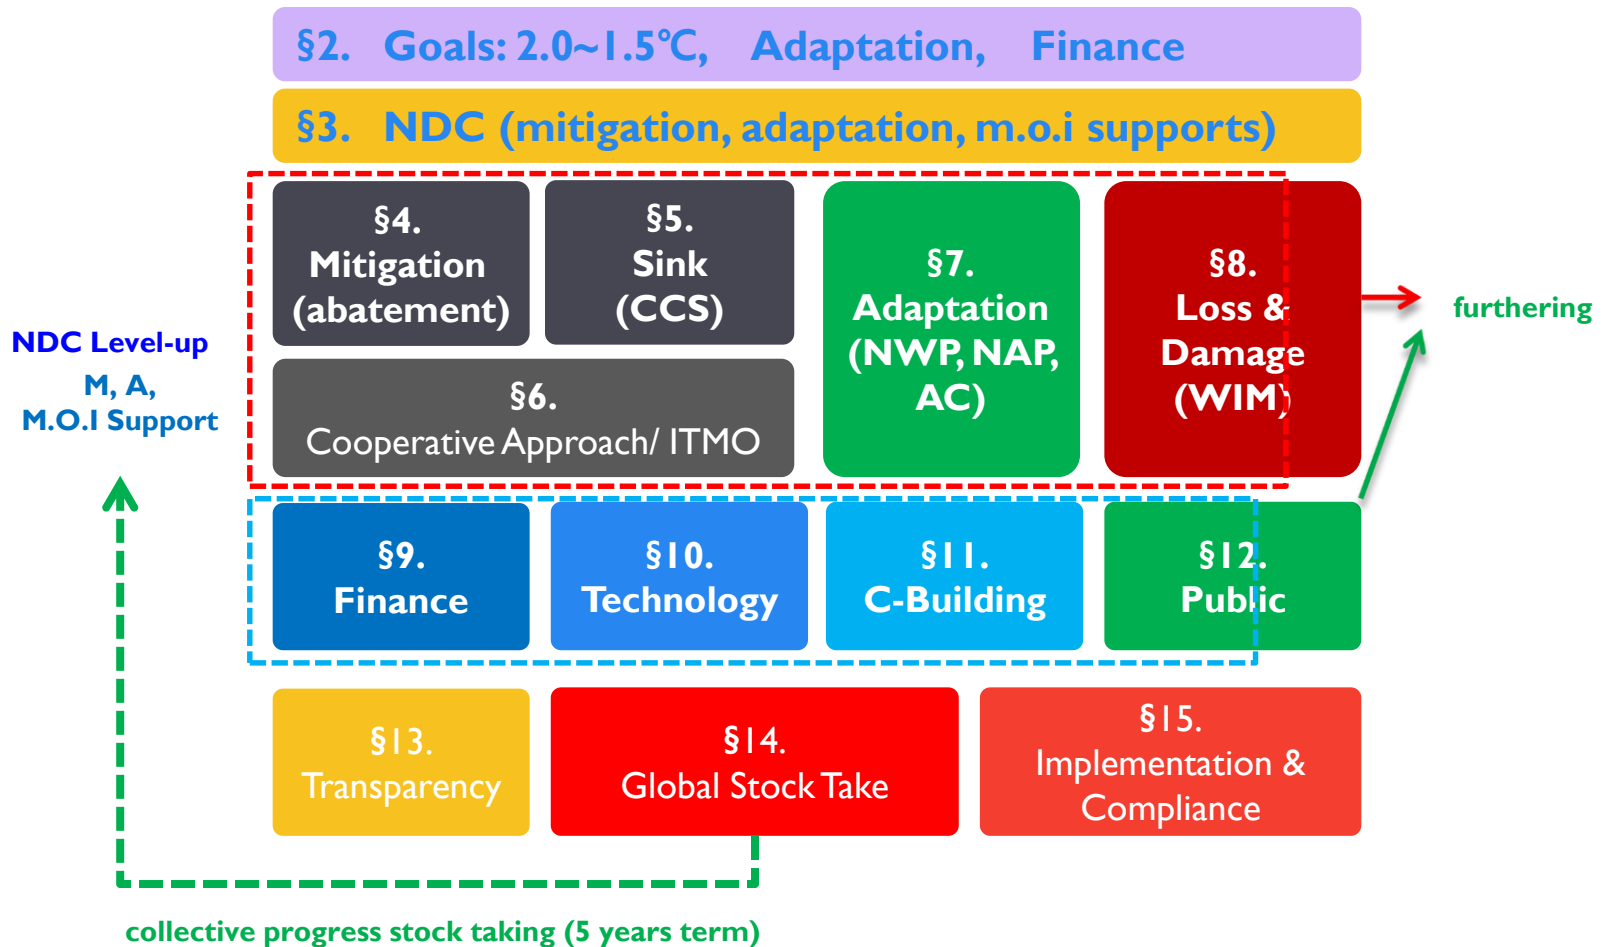 §2. Goals: 2.0~1.5℃, Adaptation, Finance
§3. NDC (mitigation, adaptation, m.o.i supports)
§4.
Mitigation
(abatement)
§5.
Sink
(CCS)
§6.
Cooperative Approach/ ITMO
§7.
Adaptation
(NWP, NAP,
AC)
§8.
Loss &
Damage
(WIM)
furthering
NDC Level-up
M, A,
M.O.I Support
§9.
Finance
§10.
Technology
§11.
C-Building
§12.
Public
§13.
Transparency
§14.
Global Stock Take
§15.
Implementation &
Compliance
collective progress stock taking (5 years term)